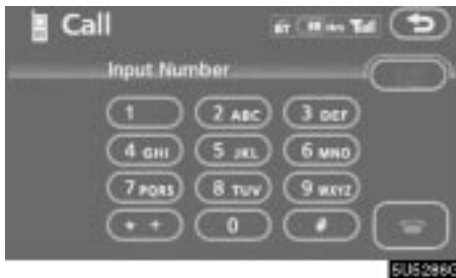 Call BT
Input Number
1 2 ABC 3 DEF
4 GHI 5 JKL 6 MNO
7 PQRS 8 TUV 9 WXYZ
* + 0 #